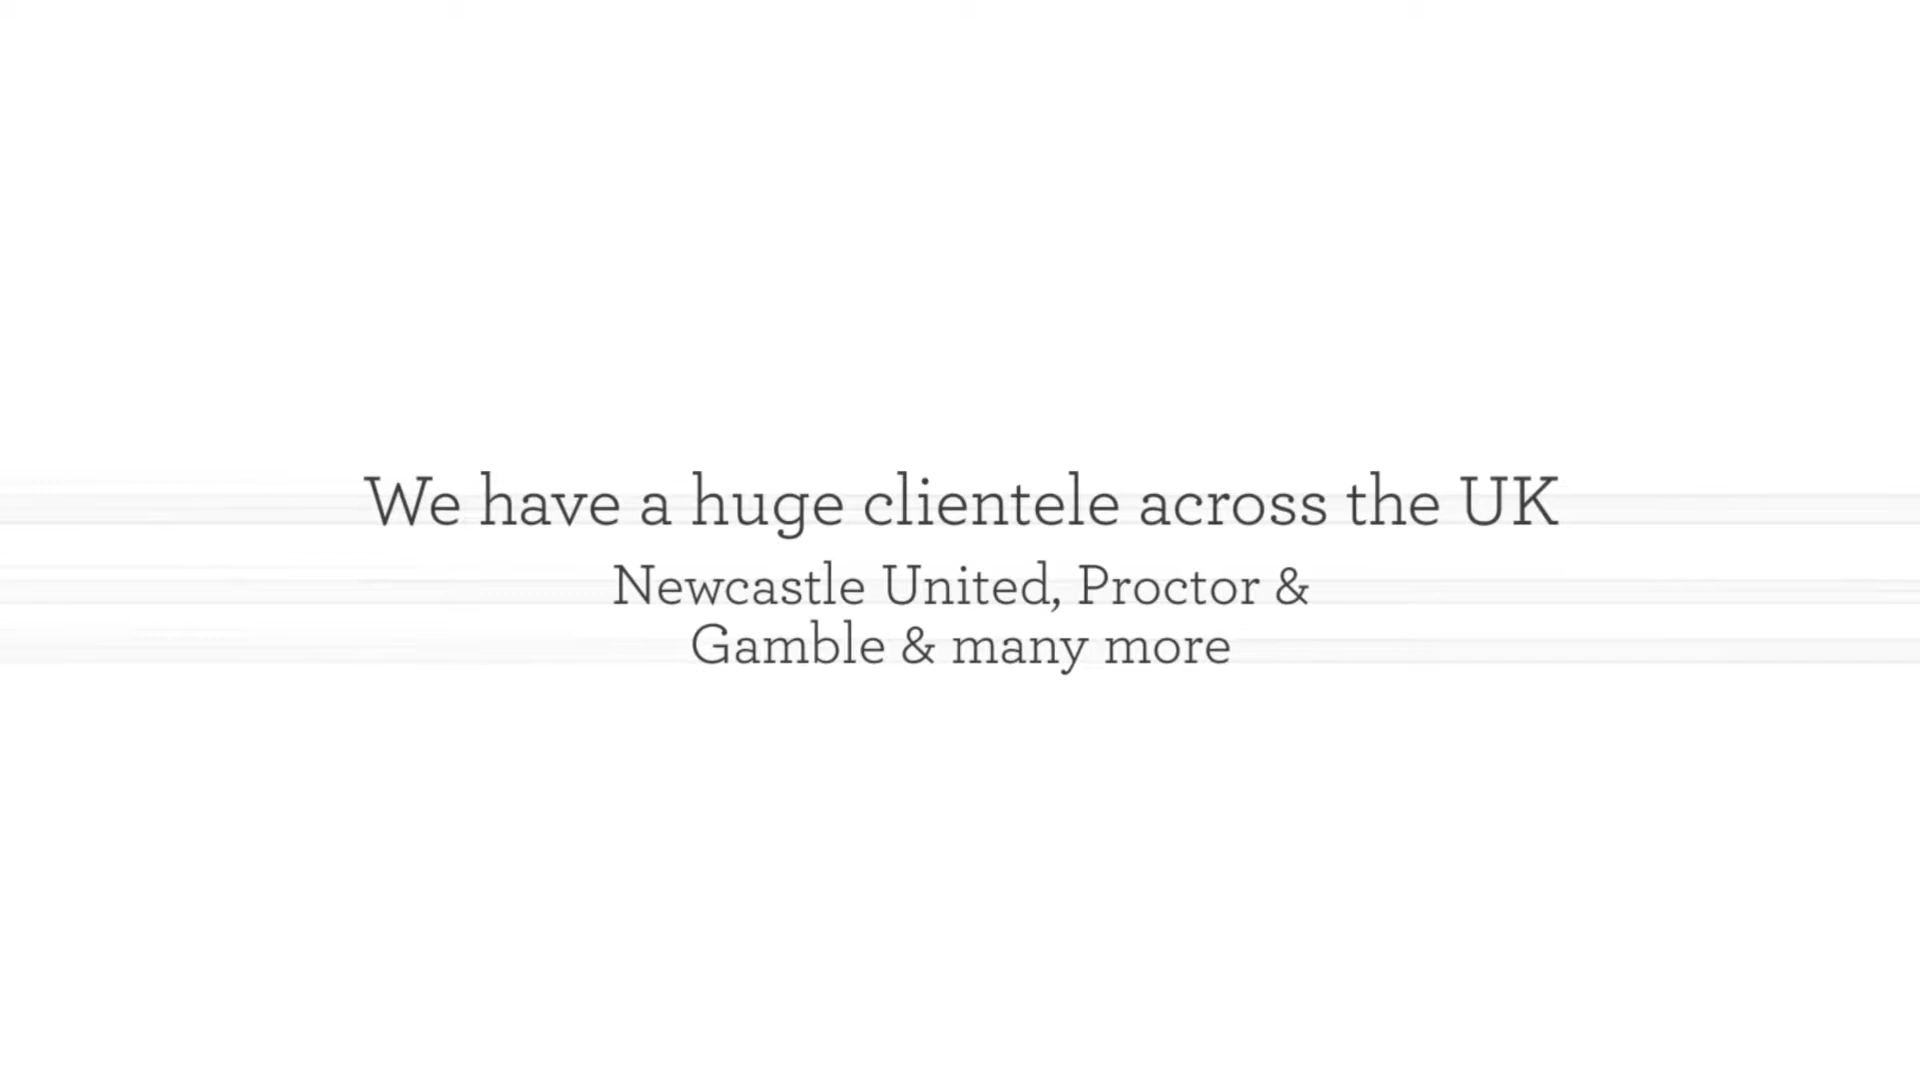 We have a huge clientele across the UK
Newcastle United, Proctor &
Gamble & many more